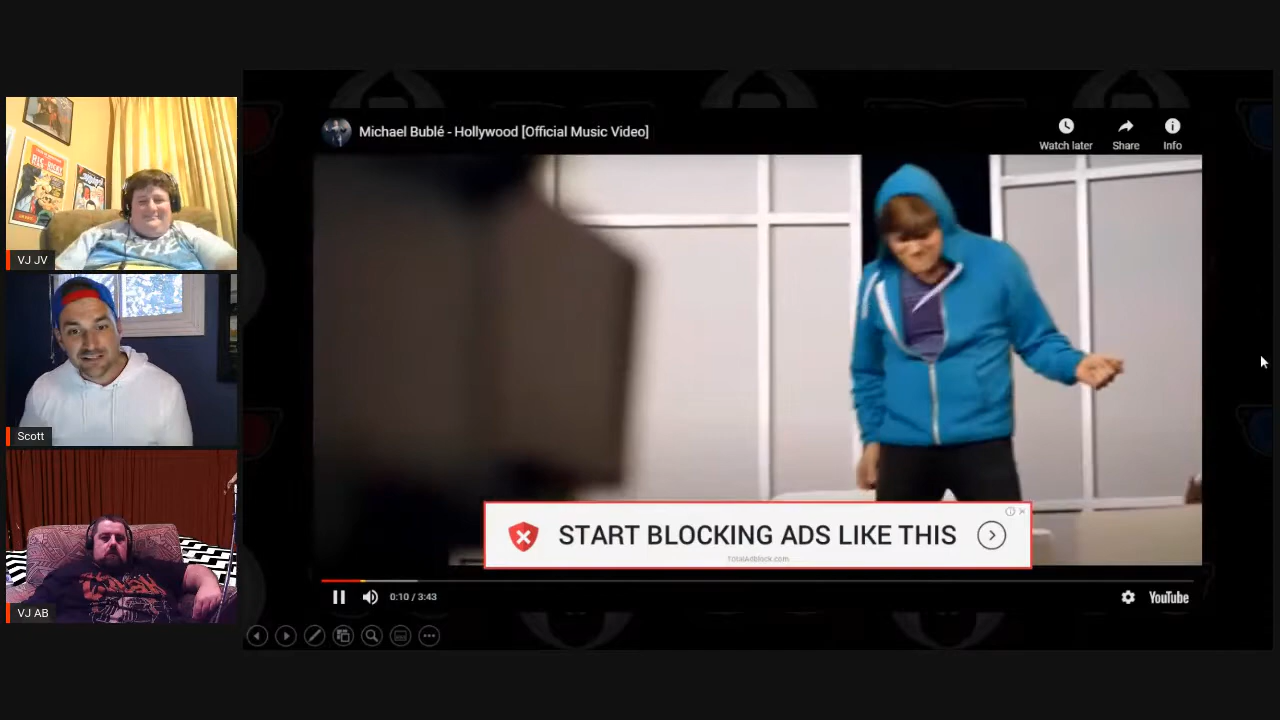 Michael Bublé - Hollywood [Official Music Video]
Watch later
Share
Info
VJ JV
Scott
VJ AB
START BLOCKING ADS LIKE THIS
TotalAdblock.com
0:10 / 3:43
YouTube